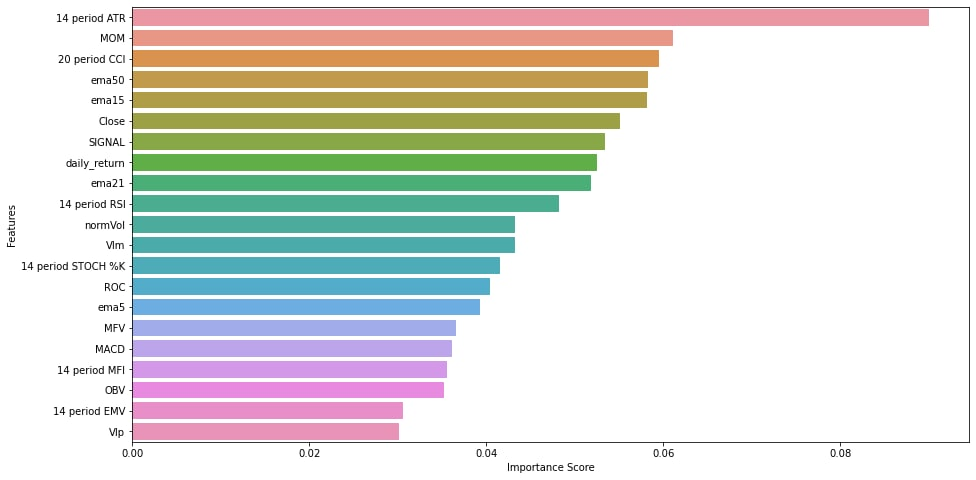 14 period ATR
MOM
20 period CCI
ema50
ema15
Close
SIGNAL
daily_return
ema21
14 period RSI
normVol
VIm
14 period STOCH %K
ROC
ema5
MFV
MACD
14 period MFI
OBV
14 period EMV
VIp
Features
0.00 0.02 0.04 0.06 0.08
Importance Score